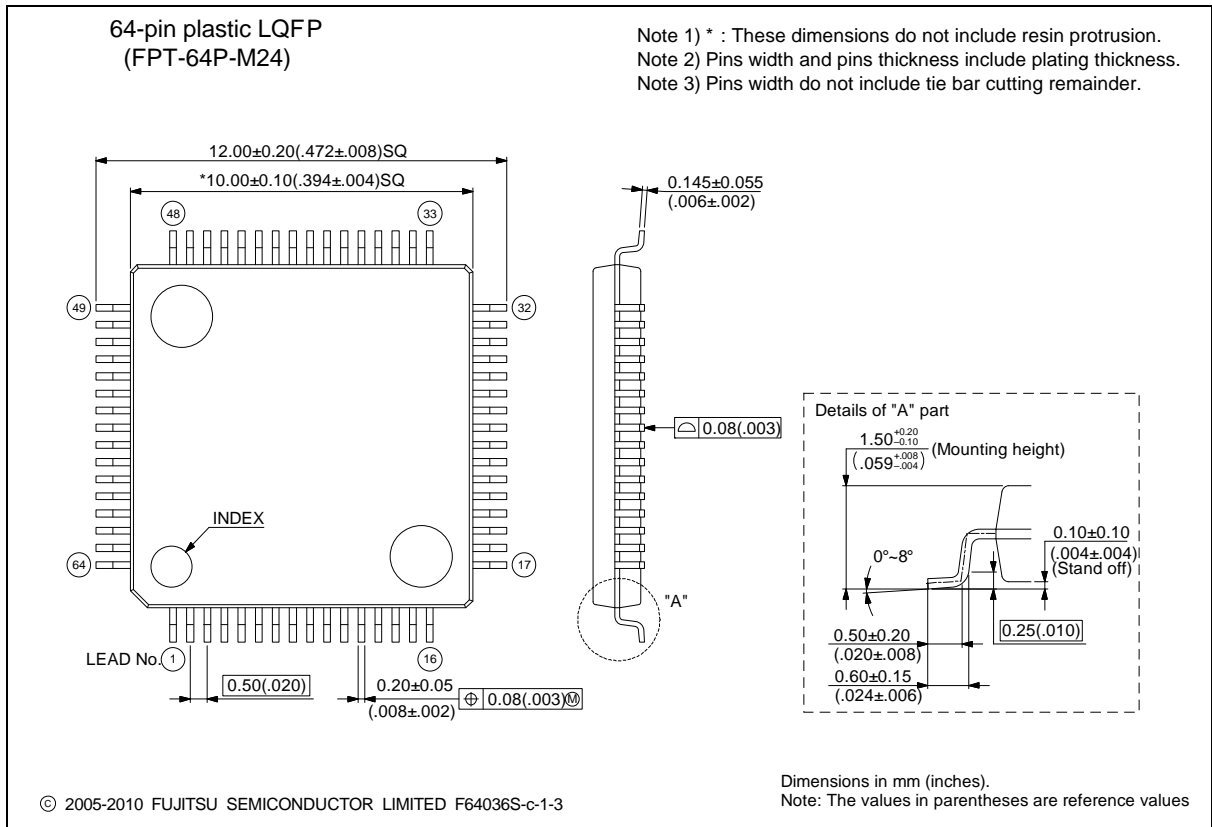 64-pin plastic LQFP
(FPT-64P-M24)
Note 1) * : These dimensions do not include resin protrusion.
Note 2) Pins width and pins thickness include plating thickness.
Note 3) Pins width do not include tie bar cutting remainder.
12.00±0.20(.472±.008)SQ
*10.00±0.10(.394±.004)SQ
48
33
0.145±0.055
(.006±.002)
49
32
0.08(.003)
INDEX
64
17
"A"
LEAD No.
1
16
0.50(.020)
0.20±0.05
(.008±.002)
⌖ 0.08(.003)Ⓜ
Details of "A" part
1.50 +0.20 −0.10
(.059 +.008 −.004)
(Mounting height)
0°~8°
0.10±0.10
(.004±.004)
(Stand off)
0.25(.010)
0.50±0.20
(.020±.008)
0.60±0.15
(.024±.006)
© 2005-2010 FUJITSU SEMICONDUCTOR LIMITED F64036S-c-1-3
Dimensions in mm (inches).
Note: The values in parentheses are reference values